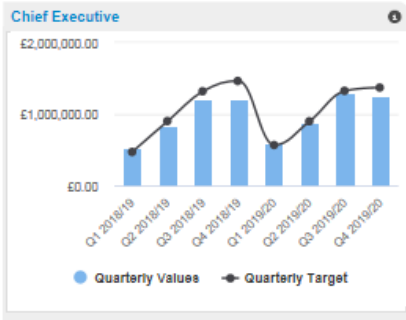 Chief Executive
£2,000,000.00
£1,000,000.00
£0.00
Q1 2018/19
Q2 2018/19
Q3 2018/19
Q4 2018/19
Q1 2019/20
Q2 2019/20
Q3 2019/20
Q4 2019/20
Quarterly Values Quarterly Target